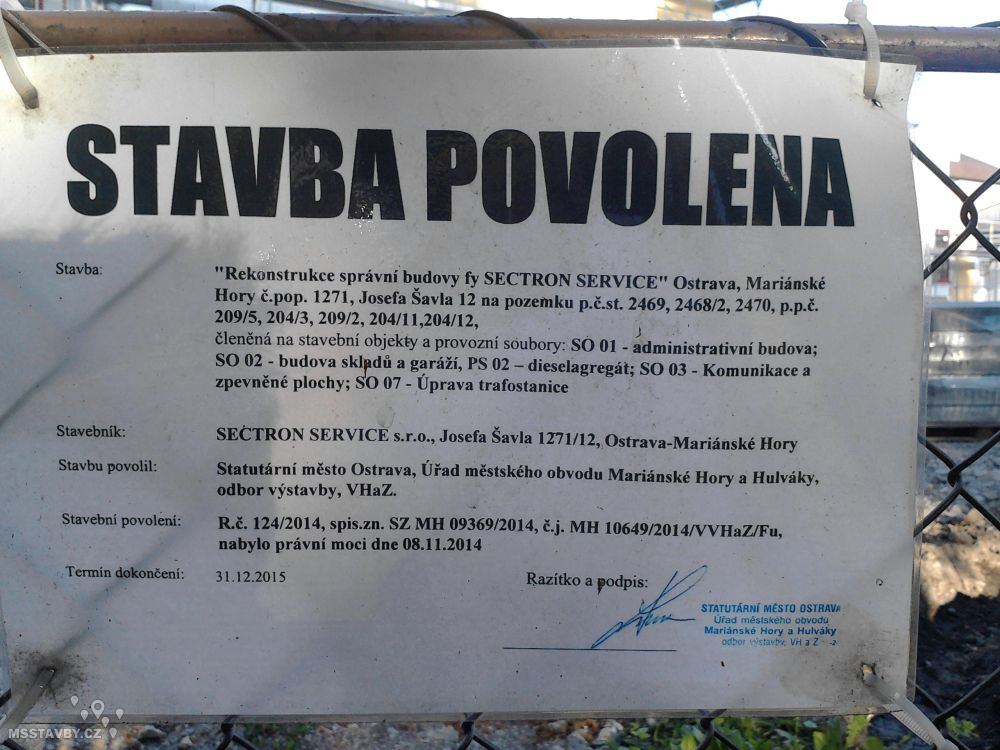 STAVBA POVOLENA
Stavba: "Rekonstrukce správní budovy fy SECTRON SERVICE" Ostrava, Mariánské
Hory č.pop. 1271, Josefa Šavla 12 na pozemku p.č.st. 2469, 2468/2, 2470, p.p.č.
209/5, 204/3, 209/2, 204/11,204/12,
členěná na stavební objekty a provozní soubory: SO 01 - administrativní budova;
SO 02 - budova skladů a garáží, PS 02 – dieselagregát; SO 03 - Komunikace a
zpevněné plochy; SO 07 - Úprava trafostanice
Stavebník: SECTRON SERVICE s.r.o., Josefa Šavla 1271/12, Ostrava-Mariánské Hory
Stavbu povolil: Statutární město Ostrava, Úřad městského obvodu Mariánské Hory a Hulváky,
odbor výstavby, VHaZ.
Stavební povolení: R.č. 124/2014, spis.zn. SZ MH 09369/2014, č.j. MH 10649/2014/VVHaZ/Fu,
nabylo právní moci dne 08.11.2014
Termín dokončení: 31.12.2015 Razítko a podpis:
STATUTÁRNÍ MĚSTO OSTRAVA
Úřad městského obvodu
Mariánské Hory a Hulváky
odbor výstavby, VH a Z -2-
MSSTAVBY.CZ